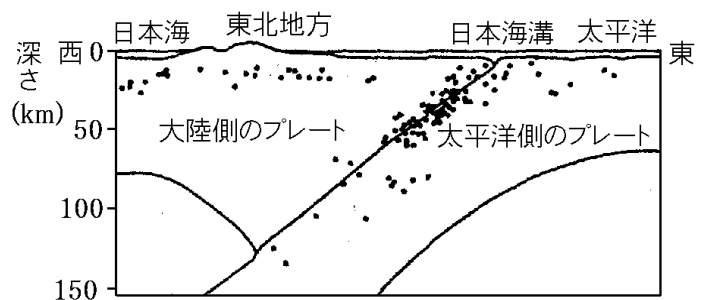 日本海
東北地方
日本海溝
太平洋
深さ(km)
西
東
0
50
100
150
大陸側のプレート
太平洋側のプレート